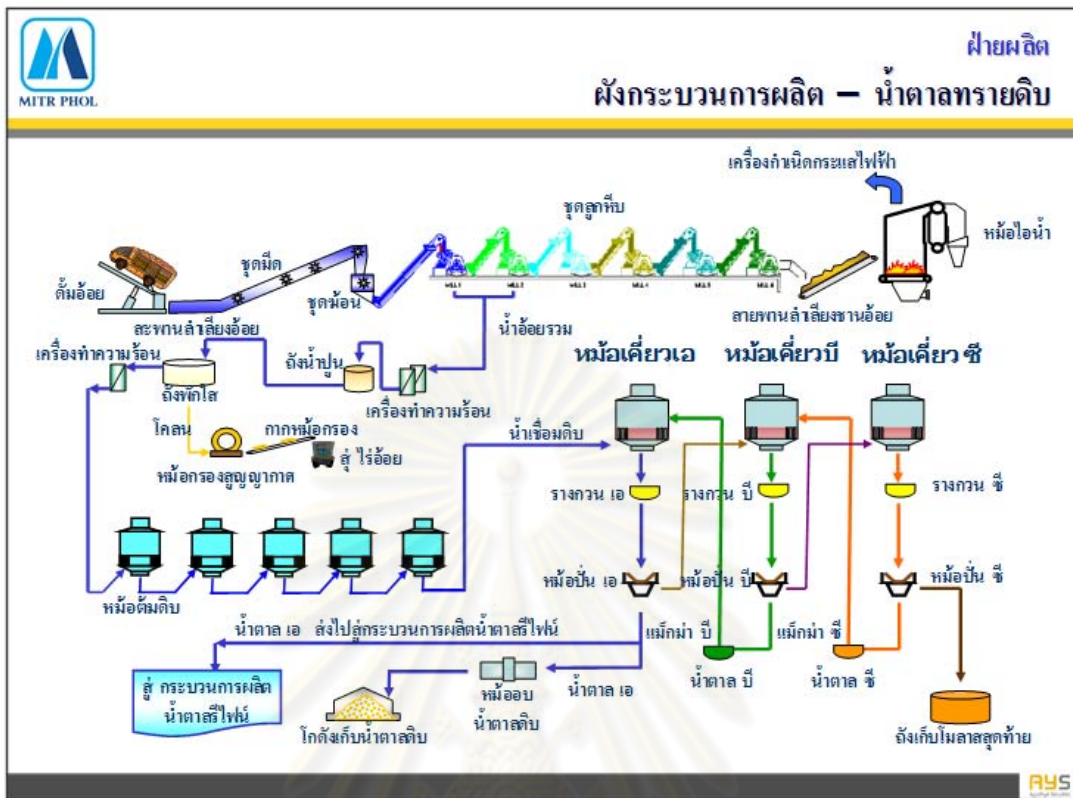 MITR PHOL
ฝ่ายผลิต
ผังกระบวนการผลิต – น้ำตาลทรายดิบ
เครื่องกำเนิดกระแสไฟฟ้า
ชุดลูกหีบ
หม้อไอน้ำ
ชุดมีด
ดั้มอ้อย
ชุดฆ้อน
MILL 1
MILL 2
MILL 3
MILL 4
MILL 5
MILL 6
สะพานลำเลียงอ้อย
น้ำอ้อยรวม
สายพานลำเลียงชานอ้อย
เครื่องทำความร้อน
ถังน้ำปูน
หม้อเคี่ยวเอ
หม้อเคี่ยวบี
หม้อเคี่ยว ซี
ถังพักใส
เครื่องทำความร้อน
โคลน
กากหม้อกรอง
น้ำเชื่อมดิบ
สู่ ไร่อ้อย
หม้อกรองสูญญากาศ
รางกวน เอ
รางกวน บี
รางกวน ซี
หม้อปั่น เอ
หม้อปั่น บี
หม้อปั่น ซี
หม้อต้มดิบ
น้ำตาล เอ ส่งไปสู่กระบวนการผลิตน้ำตาลรีไฟน์
แม็กม่า บี
แม็กม่า ซี
สู่ กระบวนการผลิต
น้ำตาลรีไฟน์
หม้ออบ
น้ำตาลดิบ
น้ำตาล เอ
น้ำตาล บี
น้ำตาล ซี
โกดังเก็บน้ำตาลดิบ
ถังเก็บโมลาสสุดท้าย
AYS